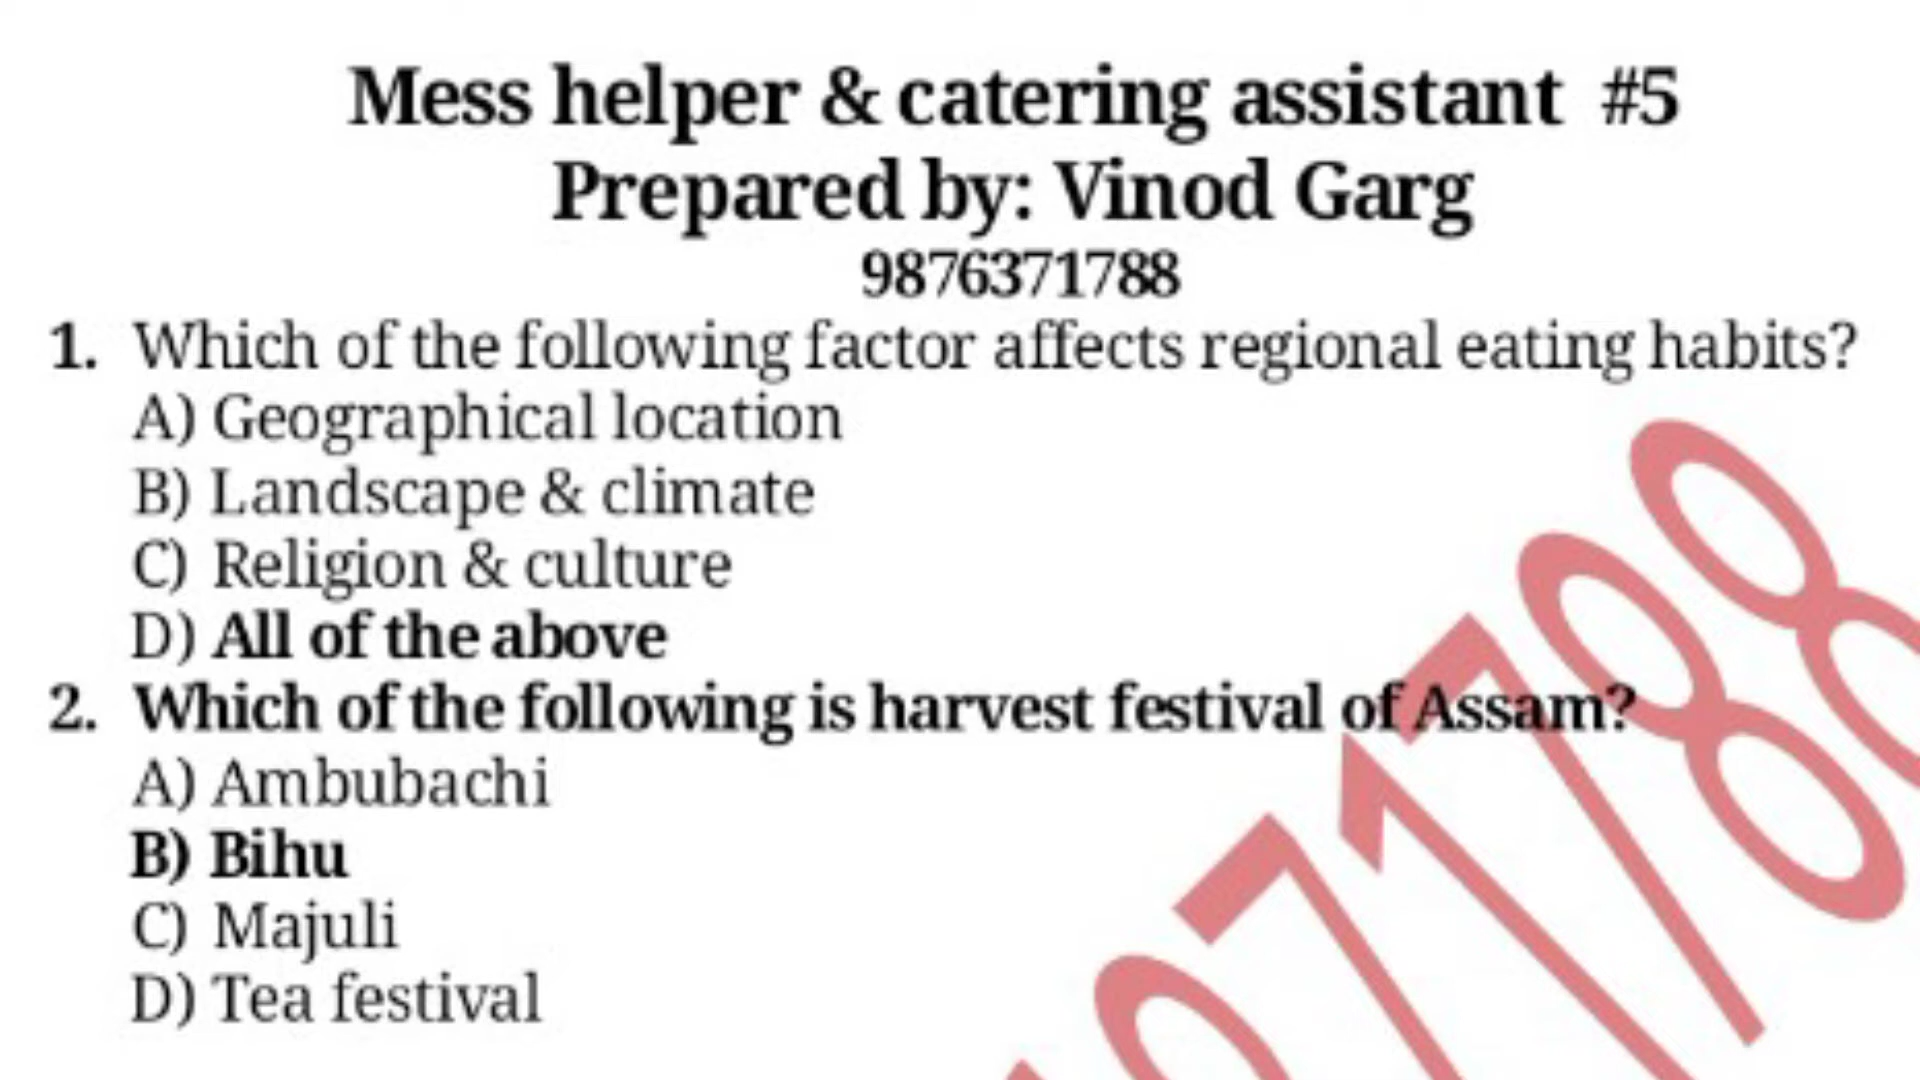 Mess helper & catering assistant #5
Prepared by: Vinod Garg
9876371788
1. Which of the following factor affects regional eating habits?
A) Geographical location
B) Landscape & climate
C) Religion & culture
D) All of the above
2. Which of the following is harvest festival of Assam?
A) Ambubachi
B) Bihu
C) Majuli
D) Tea festival